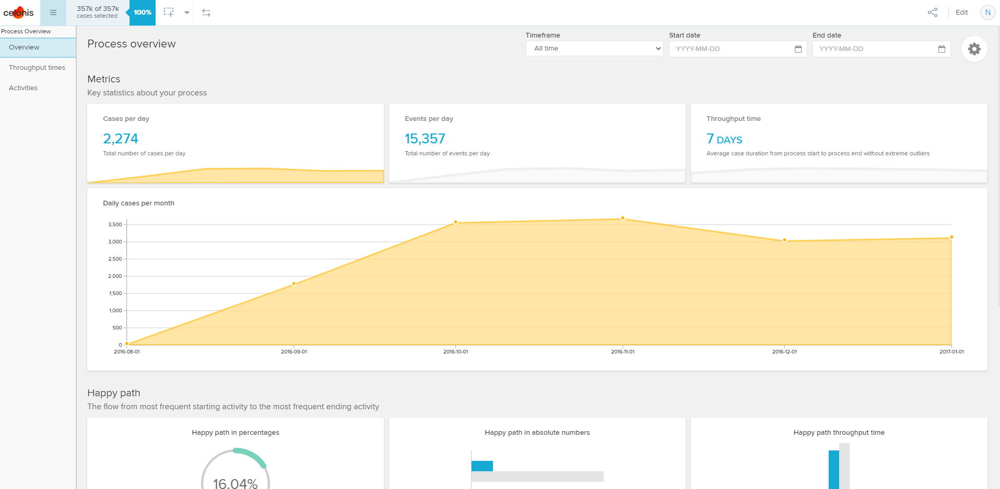 celonis
357k of 357k
cases selected
100%
Edit
N
Process Overview
Overview
Throughput times
Activities
Process overview
Timeframe
All time
Start date
YYYY-MM-DD
End date
YYYY-MM-DD
Metrics
Key statistics about your process
Cases per day
2,274
Total number of cases per day
Events per day
15,357
Total number of events per day
Throughput time
7 DAYS
Average case duration from process start to process end without extreme outliers
Daily cases per month
3,500
3,000
2,500
2,000
1,500
1,000
500
0
2016-08-01
2016-09-01
2016-10-01
2016-11-01
2016-12-01
2017-01-01
Happy path
The flow from most frequent starting activity to the most frequent ending activity
Happy path in percentages
16.04%
Happy path in absolute numbers
Happy path throughput time